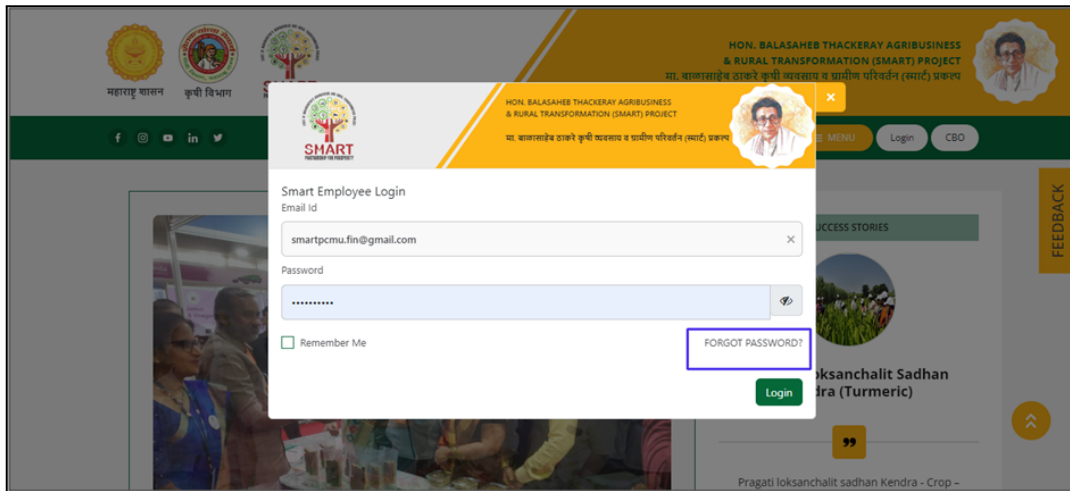 HON. BALASAHEB THACKERAY AGRIBUSINESS
& RURAL TRANSFORMATION (SMART) PROJECT
मा. बाळासाहेब ठाकरे कृषी व्यवसाय व ग्रामीण परिवर्तन (स्मार्ट) प्रकल्प
महाराष्ट्र शासन
कृषी विभाग
MENU
Login
CBO
HON. BALASAHEB THACKERAY AGRIBUSINESS
& RURAL TRANSFORMATION (SMART) PROJECT
मा. बाळासाहेब ठाकरे कृषी व्यवसाय व ग्रामीण परिवर्तन (स्मार्ट) प्रकल्प
SMART
Smart Employee Login
Email Id
smartpcmu.fin@gmail.com
Password
Remember Me
FORGOT PASSWORD?
Login
FEEDBACK
UCCESS STORIES
oksanchalit Sadhan
dra (Turmeric)
Pragati loksanchalit sadhan Kendra - Crop –